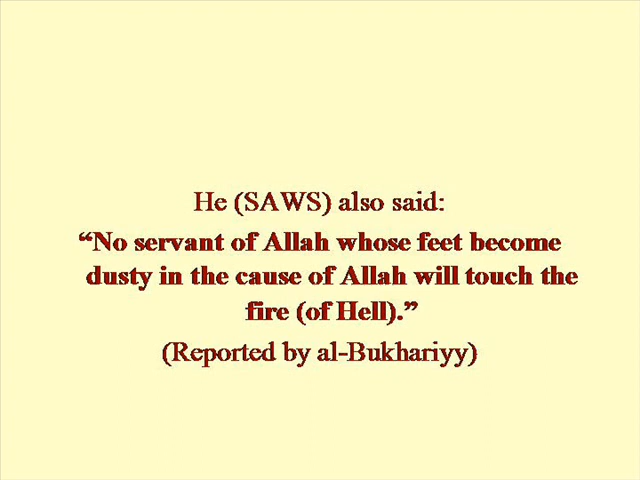 He (SAWS) also said:
“No servant of Allah whose feet become
dusty in the cause of Allah will touch the
fire (of Hell).”
(Reported by al-Bukhariyy)